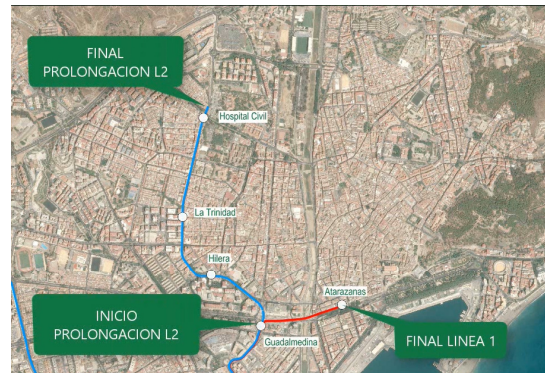 FINAL
PROLONGACION L2
Hospital Civil
La Trinidad
Hilera
Atarazanas
INICIO
PROLONGACION L2
Guadalmedina
FINAL LINEA 1